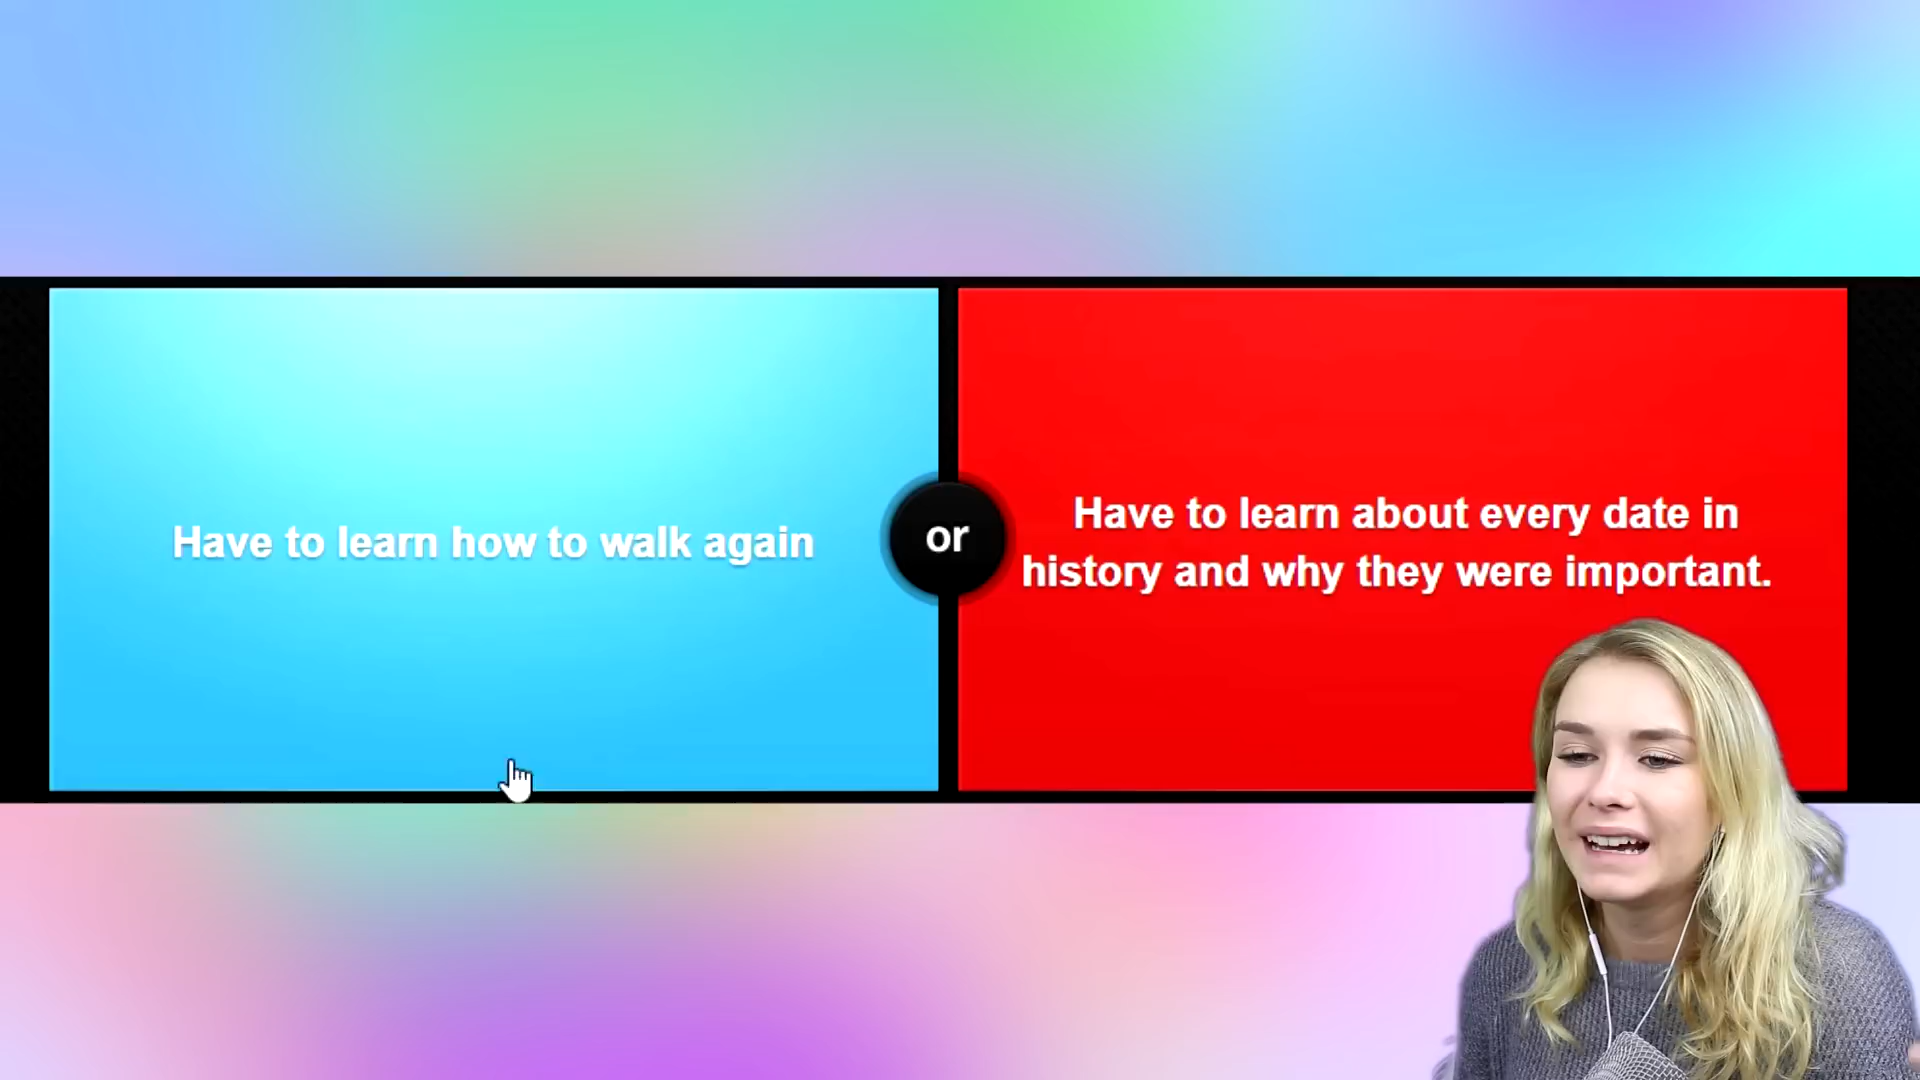 Have to learn how to walk again
or
Have to learn about every date in
history and why they were important.